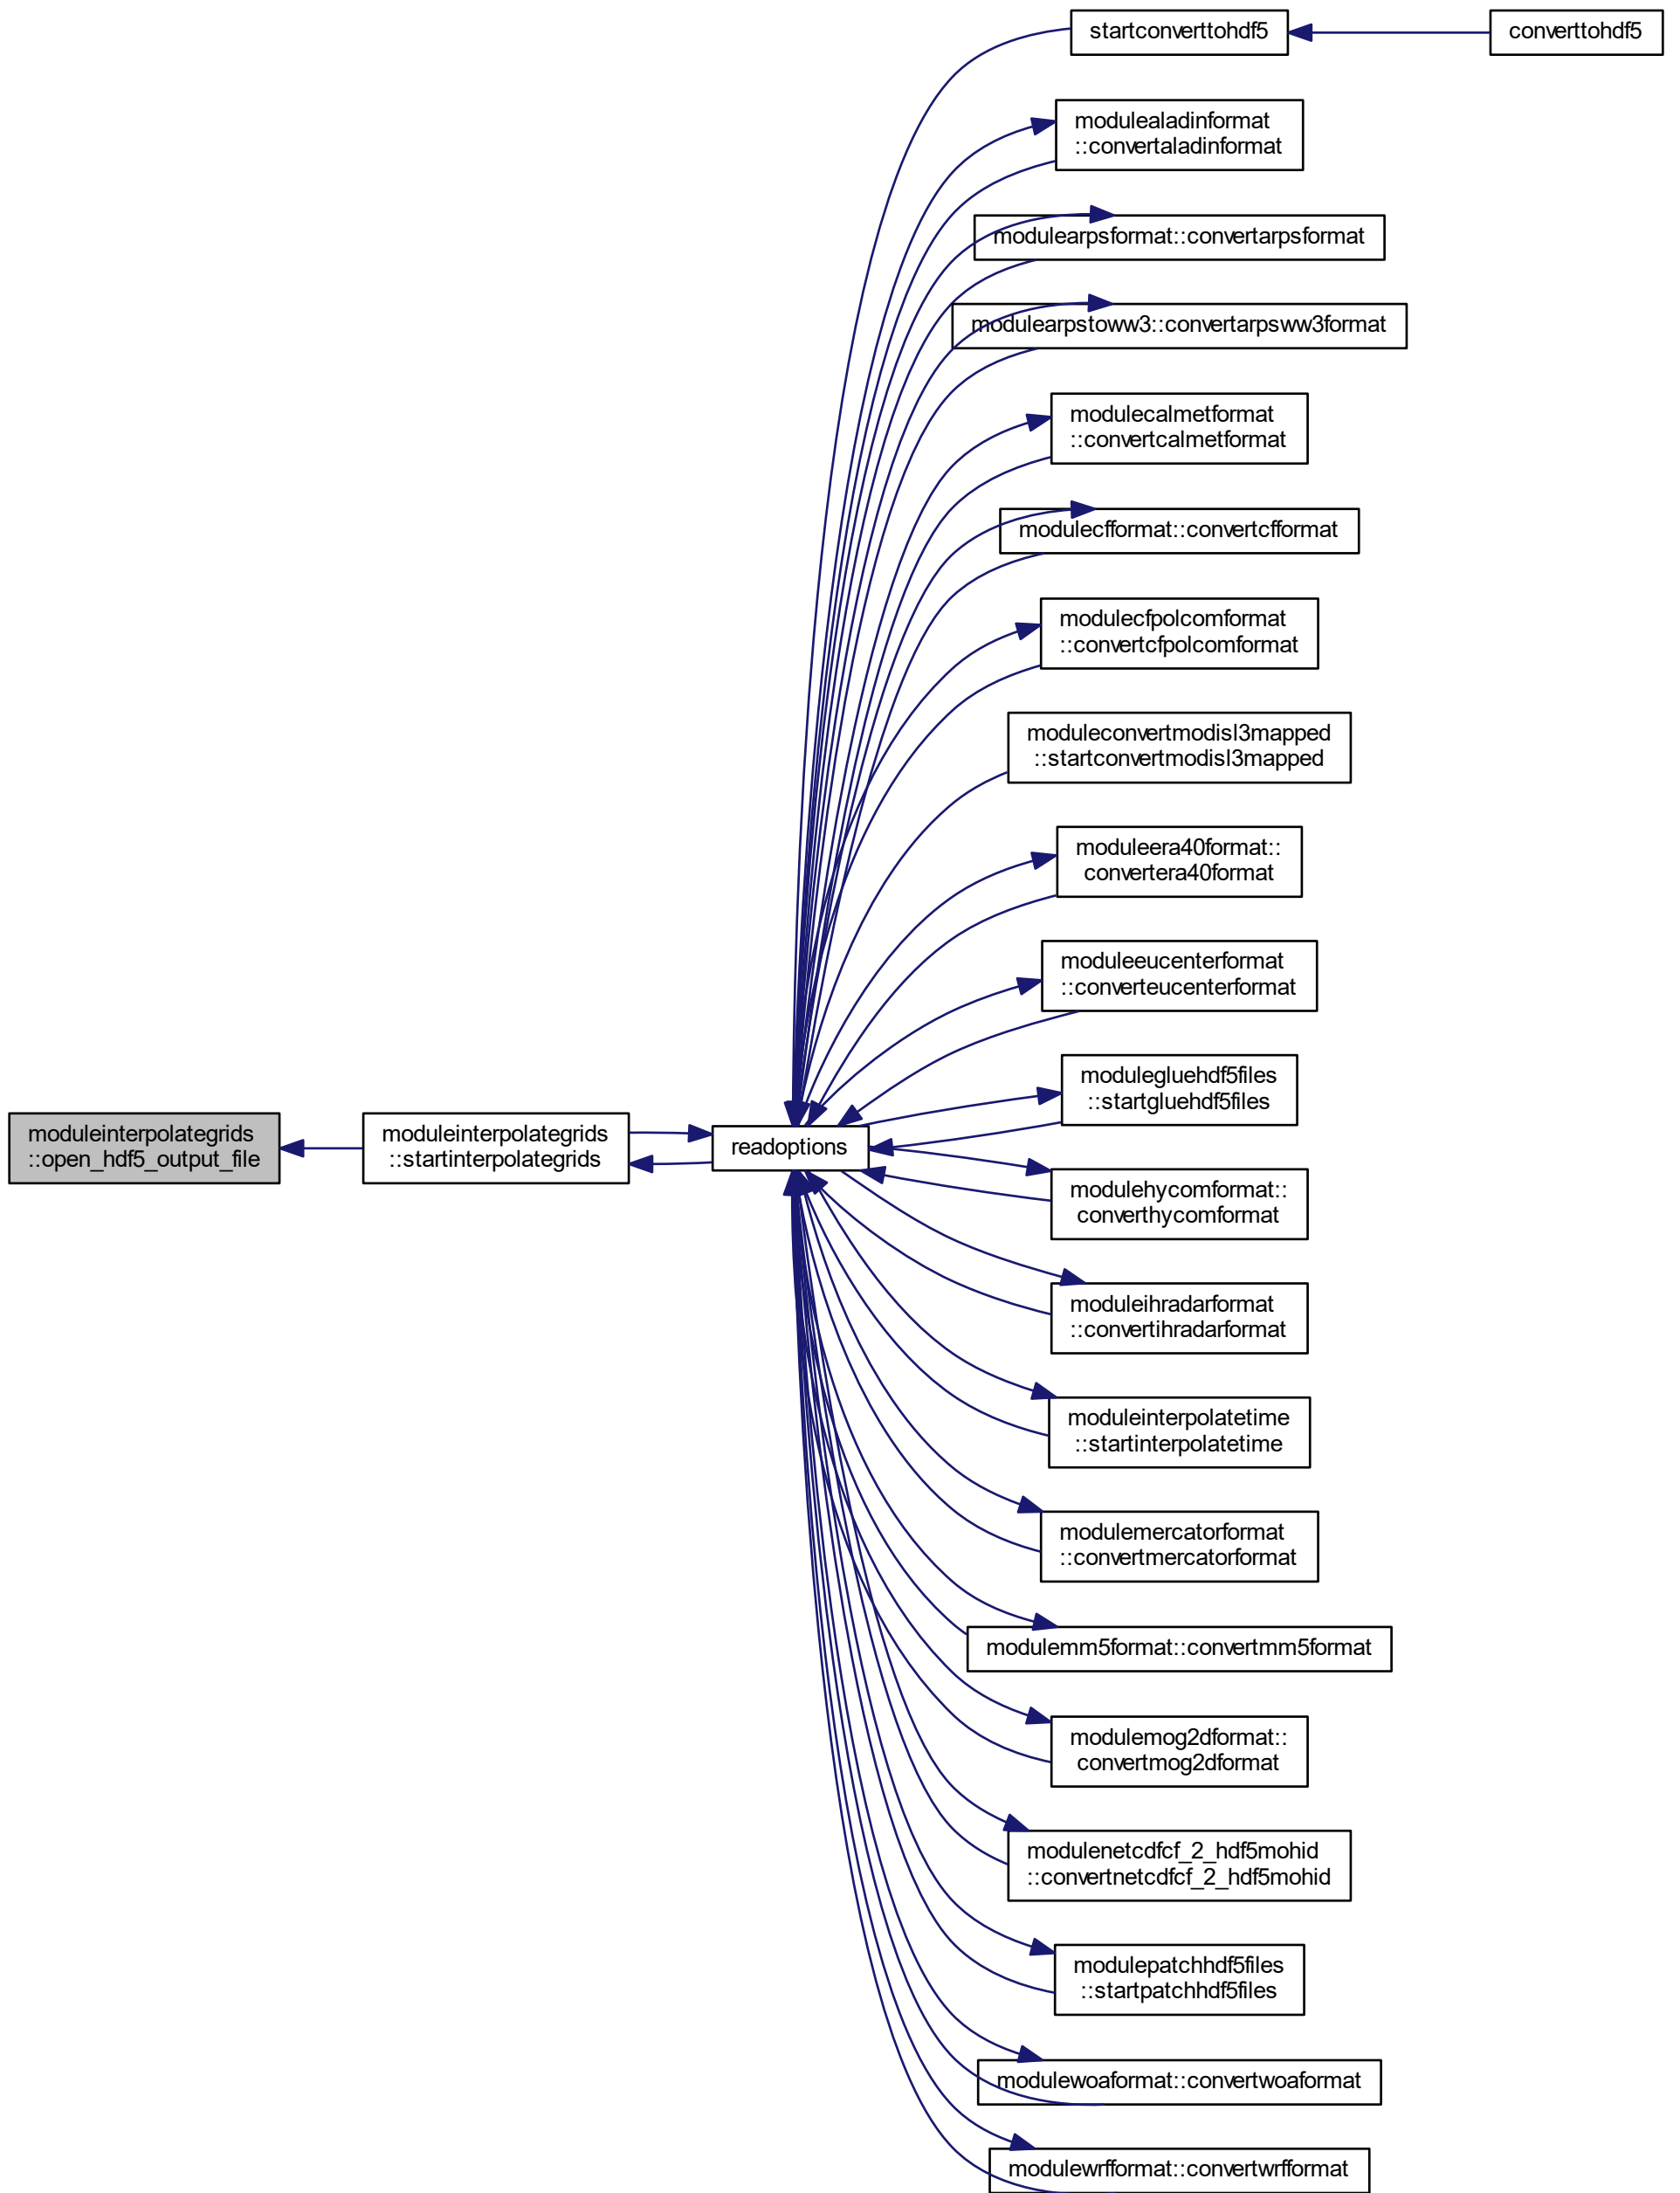 startconverttohdf5
converttohdf5
modulealadinformat
::convertaladinformat
modulearpsformat::convertarpsformat
modulearpstoww3::convertarpsww3format
modulecalmetformat
::convertcalmetformat
modulecfformat::convertcfformat
modulecfpolcomformat
::convertcfpolcomformat
moduleconvertmodisl3mapped
::startconvertmodisl3mapped
moduleera40format::
convertera40format
moduleeucenterformat
::converteucenterformat
modulegluehdf5files
::startgluehdf5files
moduleinterpolategrids
::open_hdf5_output_file
moduleinterpolategrids
::startinterpolategrids
readoptions
modulehycomformat::
converthycomformat
moduleihradarformat
::convertihradarformat
moduleinterpolatetime
::startinterpolatetime
modulemercatorformat
::convertmercatorformat
modulemm5format::convertmm5format
modulemog2dformat::
convertmog2dformat
modulenetcdfcf_2_hdf5mohid
::convertnetcdfcf_2_hdf5mohid
modulepatchhdf5files
::startpatchhdf5files
modulewoaformat::convertwoaformat
modulewrfformat::convertwrfformat